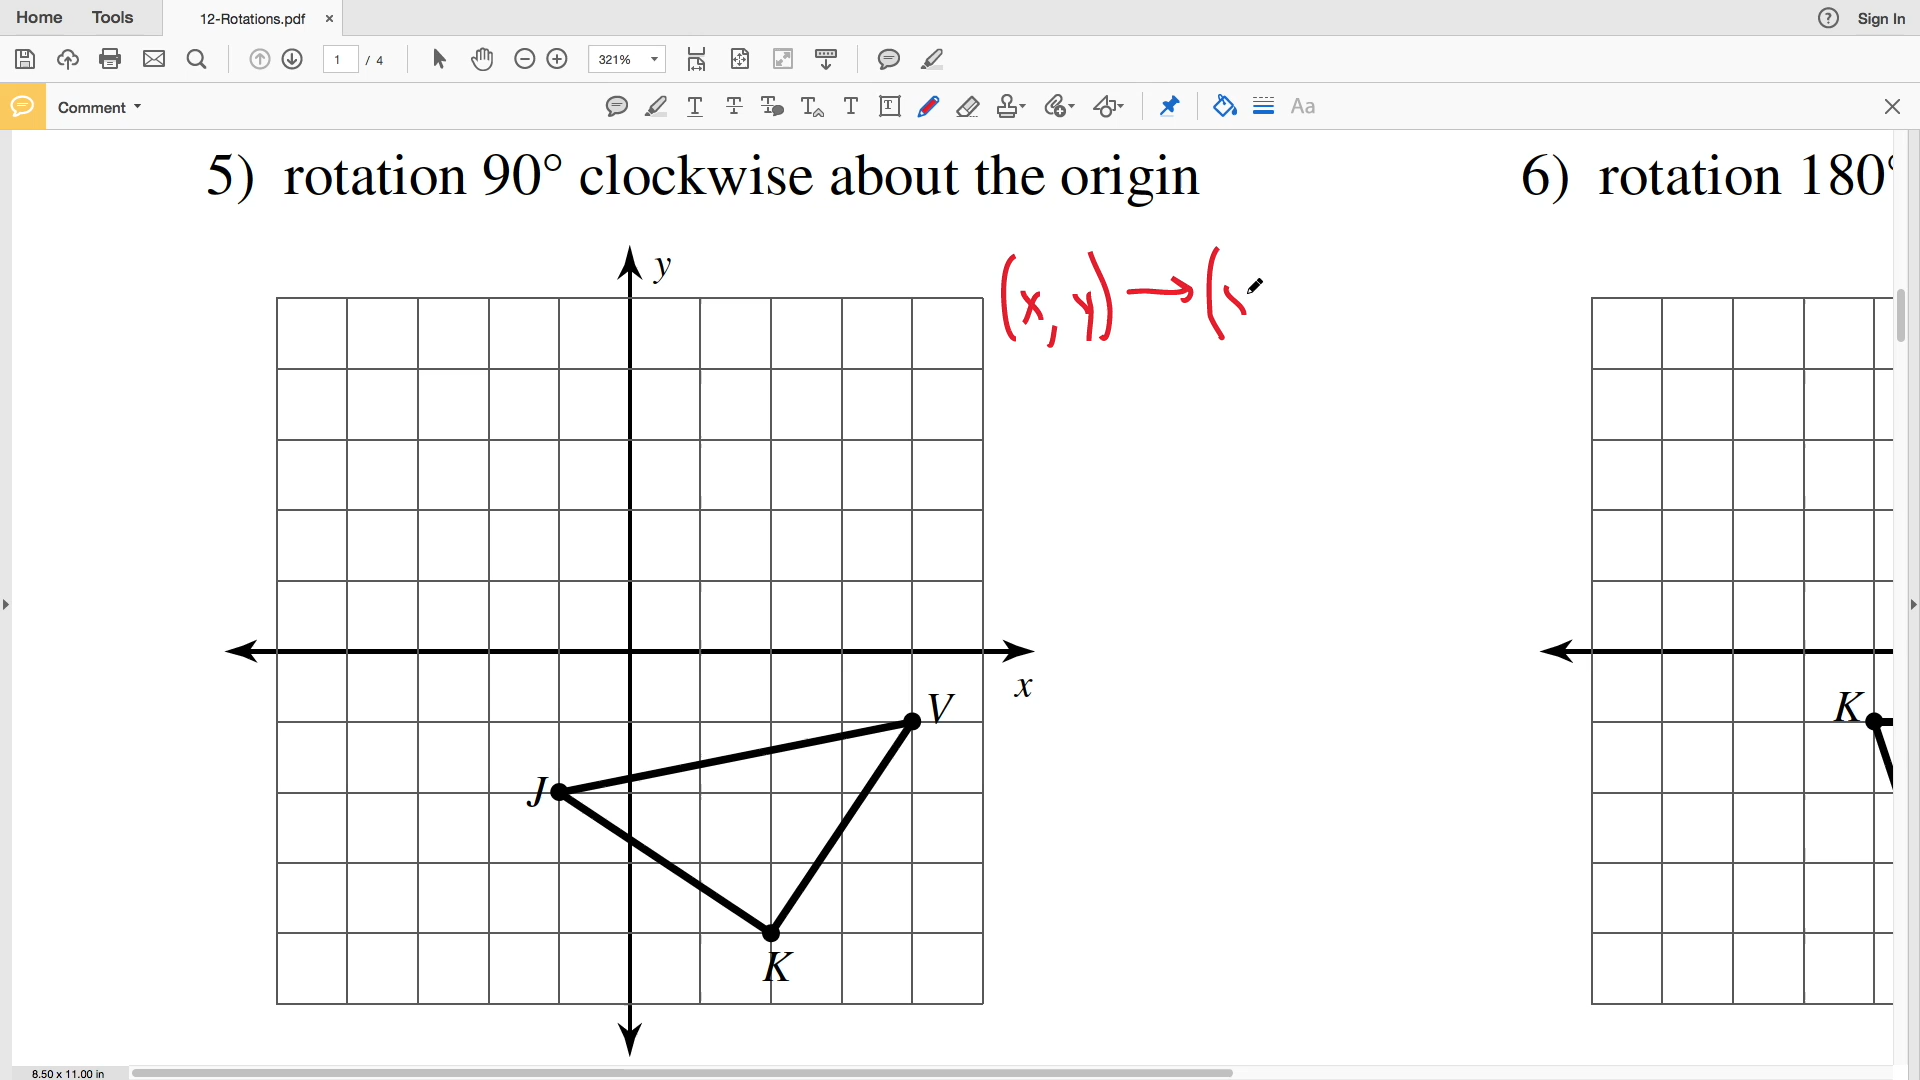 Home Tools 12-Rotations.pdf × ? Sign In
1 / 4 321%
Comment T T T T T T Aa
5) rotation 90° clockwise about the origin
6) rotation 180°
y
(x, y) → (
x
V
K
J
K
8.50 x 11.00 in